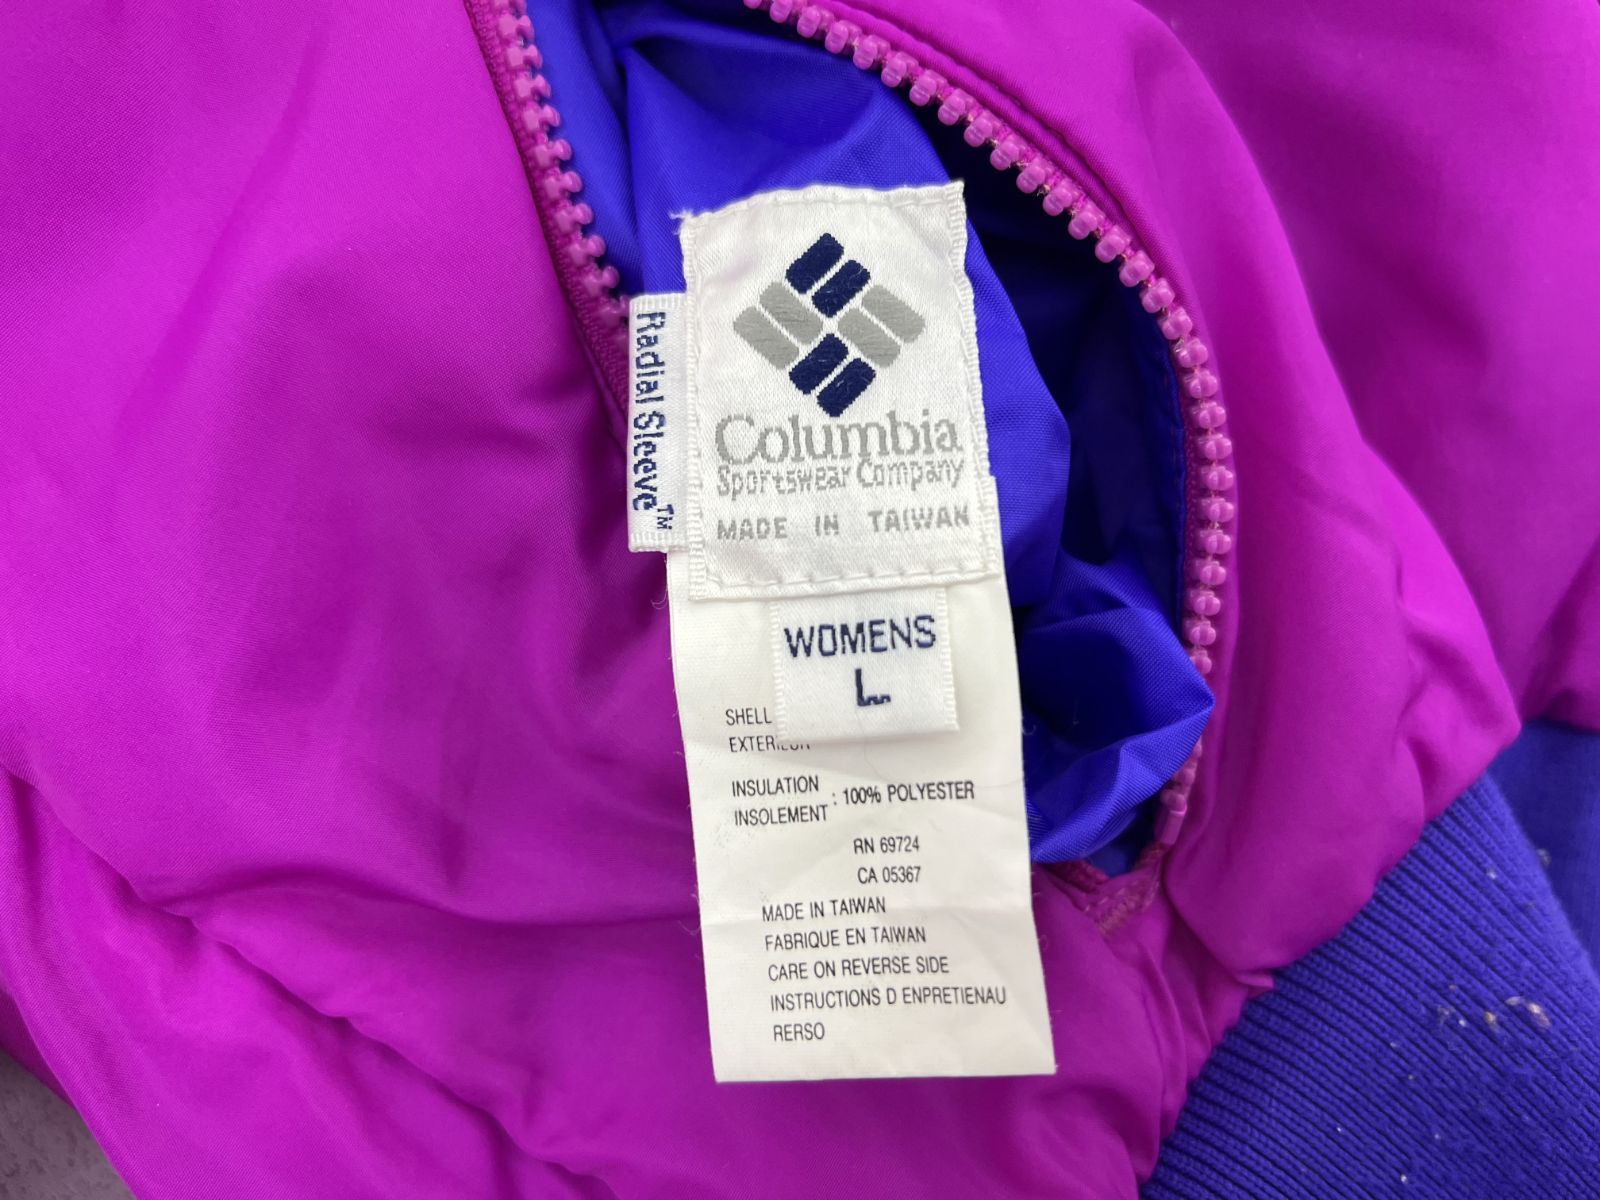 Radial Sleeve™
Columbia
Sportswear Company
MADE IN TAIWAN
WOMENS
L
SHELL
EXTERIEUR
INSULATION
INSOLEMENT : 100% POLYESTER
RN 69724
CA 05367
MADE IN TAIWAN
FABRIQUE EN TAIWAN
CARE ON REVERSE SIDE
INSTRUCTIONS D ENPRETIENAU
RERSO